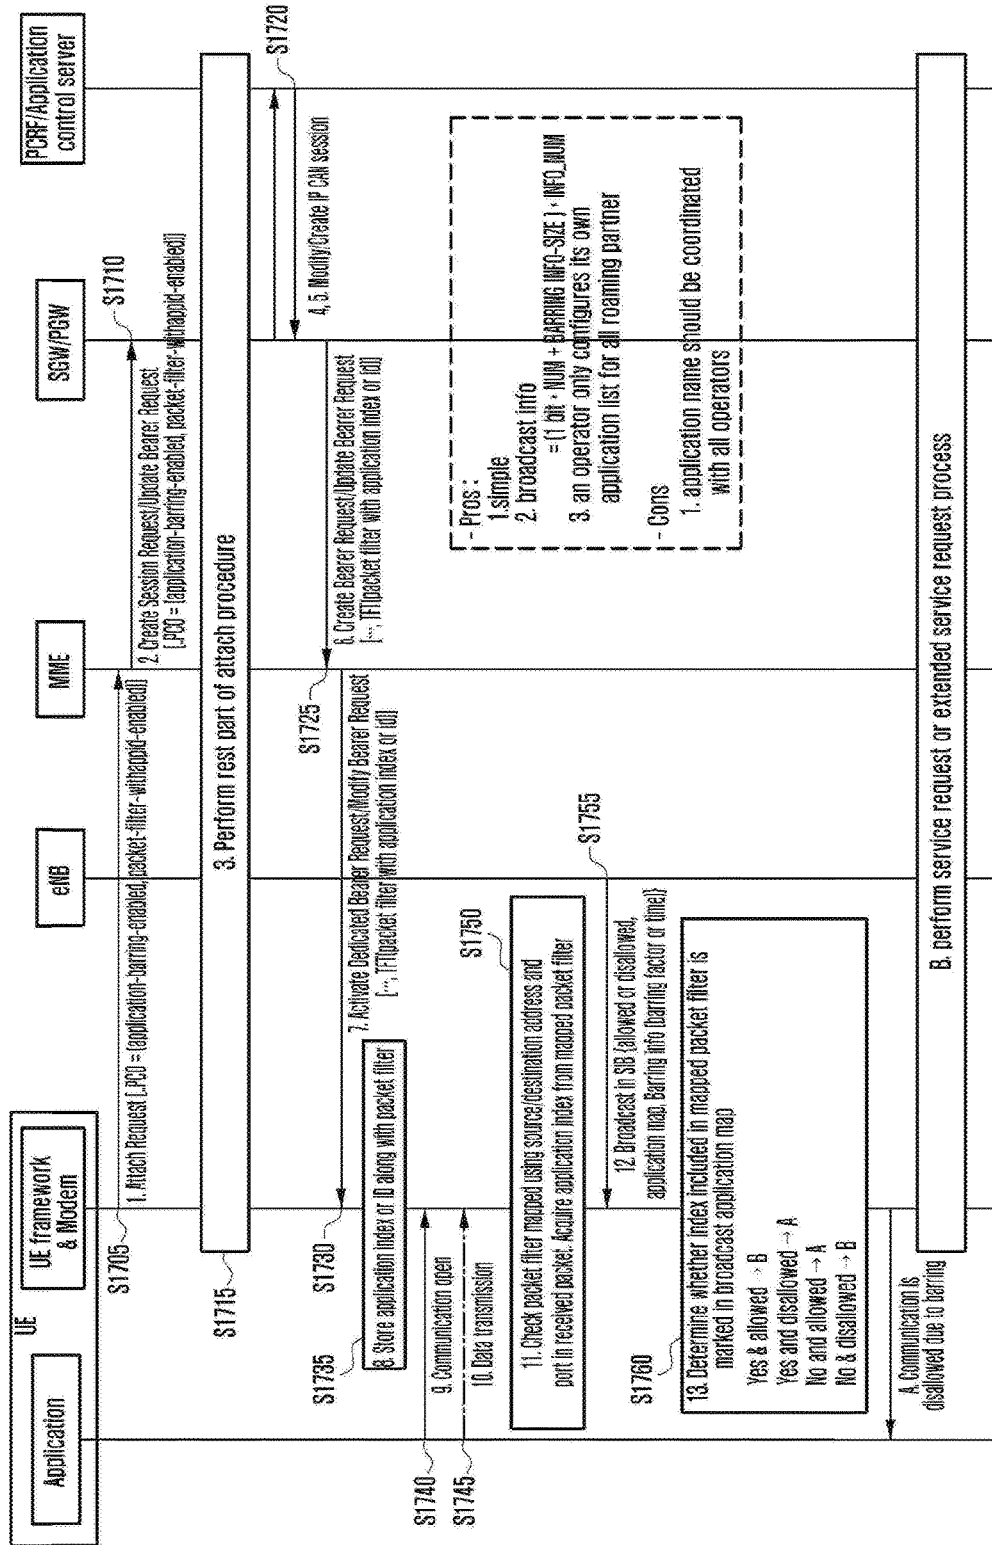 UE
Application
UE framework
& Modem
eNB
MME
SGW/PGW
PCRF/Application
control server
S1705
1. Attach Request [..PCO = {application-barring-enabled, packet-filter-withappid-enabled}]
2. Create Session Request/Update Bearer Request
[..PCO = {application-barring-enabled, packet-filter-withappid-enabled}]
S1710
S1715
3. Perform rest part of attach procedure
S1720
4, 5. Modify/Create IP CAN session
S1725
6. Create Bearer Request/Update Bearer Request
[···, TFT(packet filter with application index or id)]
S1730
7. Activate Dedicated Bearer Request/Modify Bearer Request
[···, TFT(packet filter with application index or id)]
S1735
8. Store application index or ID along with packet filter
S1740
9. Communication open
S1745
10. Data transmission
S1750
11. Check packet filter mapped using source/destination address and
port in received packet. Acquire application index from mapped packet filter
S1755
12. Broadcast in SIB {allowed or disallowed,
application map, Barring info (barring factor or time)}
- Pros :
1.simple
2. broadcast info
= (1 bit · NUM + BARRING INFO-SIZE ) · INFO_NUM
3. an operator only configures its own
application list for all roaming partner
- Cons
1. application name should be coordinated
with all operators
S1760
13. Determine whether index included in mapped packet filter is
marked in broadcast application map
Yes & allowed → B
Yes and disallowed → A
No and allowed → A
No & disallowed → B
A. Communication is
disallowed due to barring
B. perform service request or extended service request process